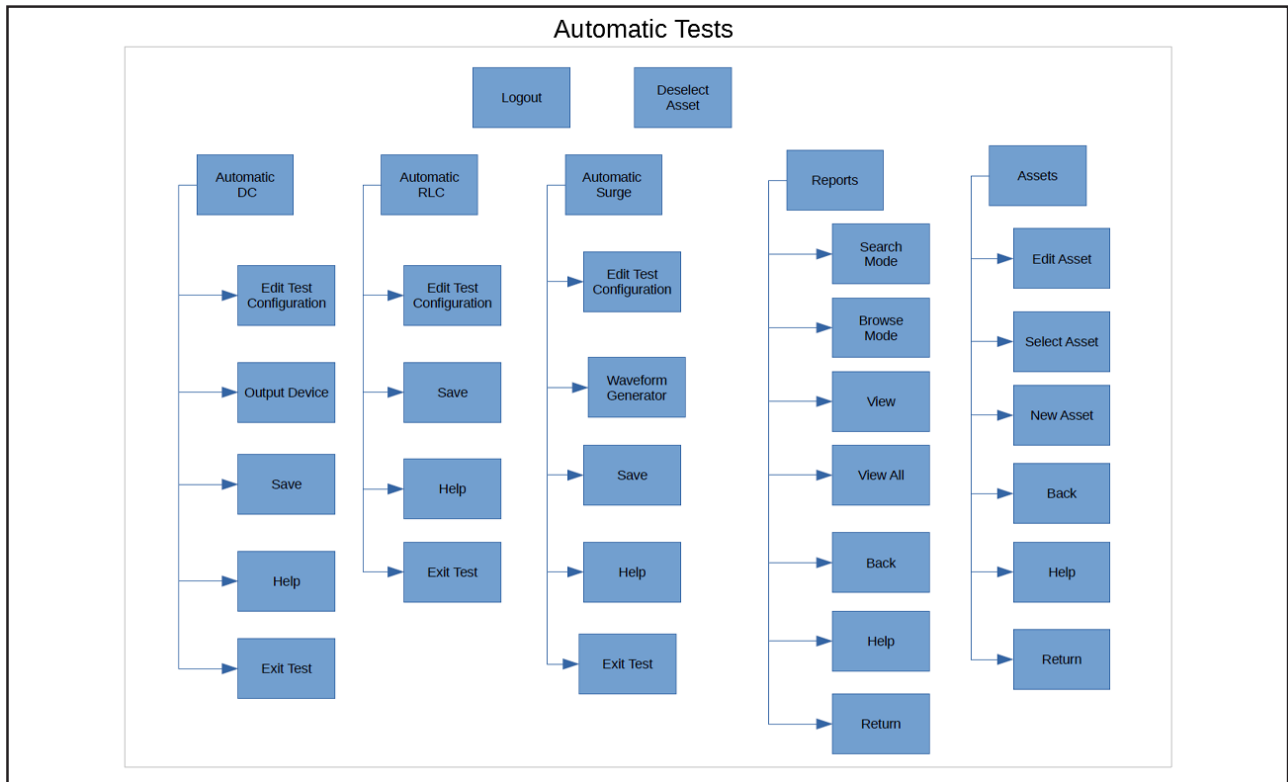 Automatic Tests
Logout
Deselect
Asset
Automatic
DC
Edit Test
Configuration
Output Device
Save
Help
Exit Test
Automatic
RLC
Edit Test
Configuration
Save
Help
Exit Test
Automatic
Surge
Edit Test
Configuration
Waveform
Generator
Save
Help
Exit Test
Reports
Search
Mode
Browse
Mode
View
View All
Back
Help
Return
Assets
Edit Asset
Select Asset
New Asset
Back
Help
Return